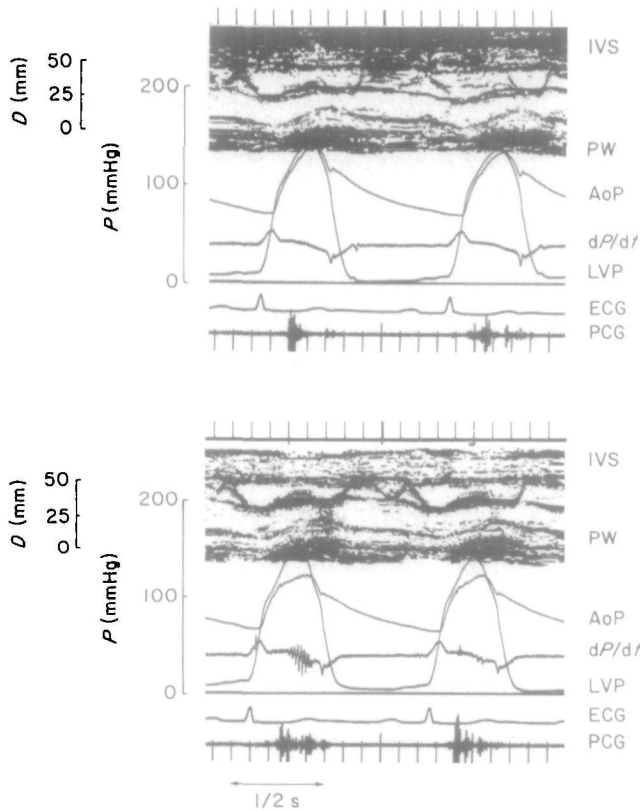 50
25
0
D (mm)
200
100
0
P (mmHg)
IVS
PW
AoP
dP/dt
LVP
ECG
PCG
50
25
0
D (mm)
200
100
0
P (mmHg)
IVS
PW
AoP
dP/dt
LVP
ECG
PCG
1/2 s